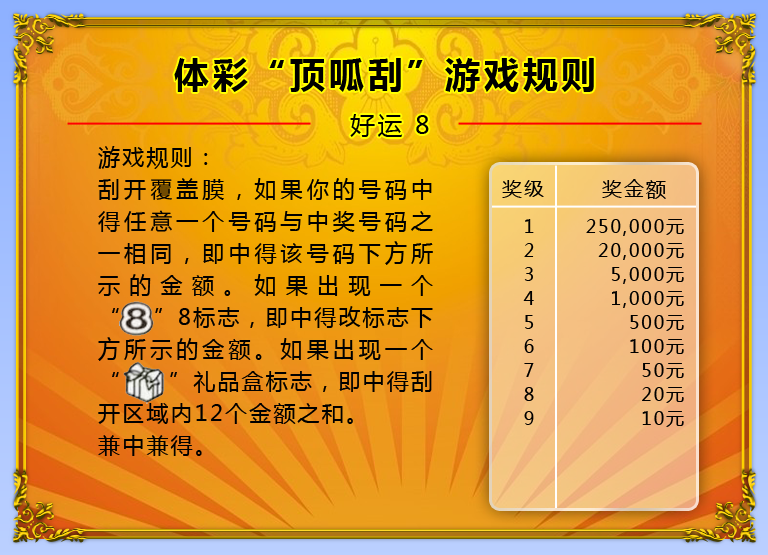 体彩“顶呱刮”游戏规则
好运 8
游戏规则：
刮开覆盖膜，如果你的号码中
得任意一个号码与中奖号码之
一相同，即中得该号码下方所
示的金额。如果出现一个
“8”8标志，即中得改标志下
方所示的金额。如果出现一个
“ ”礼品盒标志，即中得刮
开区域内12个金额之和。
兼中兼得。
奖级 奖金额
1 250,000元
2 20,000元
3 5,000元
4 1,000元
5 500元
6 100元
7 50元
8 20元
9 10元